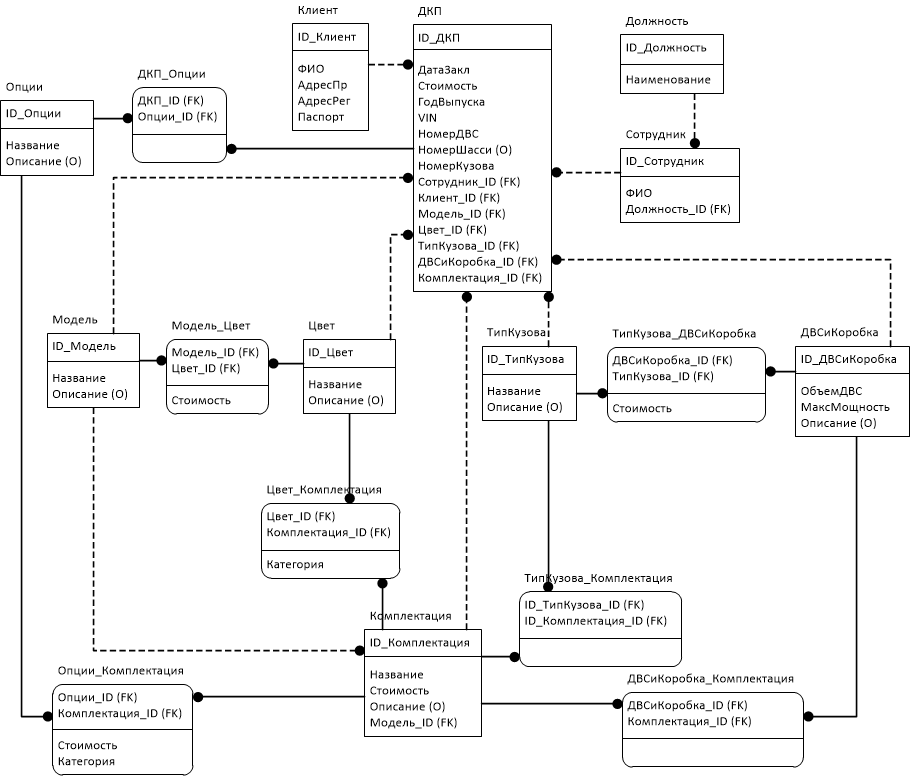 Клиент
ID_Клиент
ФИО
АдресПр
АдресРег
Паспорт
ДКП
ID_ДКП
ДатаЗакл
Стоимость
ГодВыпуска
VIN
НомерДВС
НомерШасси (O)
НомерКузова
Сотрудник_ID (FK)
Клиент_ID (FK)
Модель_ID (FK)
Цвет_ID (FK)
ТипКузова_ID (FK)
ДВСиКоробка_ID (FK)
Комплектация_ID (FK)
Должность
ID_Должность
Наименование
Сотрудник
ID_Сотрудник
ФИО
Должность_ID (FK)
Опции
ID_Опции
Название
Описание (O)
ДКП_Опции
ДКП_ID (FK)
Опции_ID (FK)
Модель
ID_Модель
Название
Описание (O)
Модель_Цвет
Модель_ID (FK)
Цвет_ID (FK)
Стоимость
Цвет
ID_Цвет
Название
Описание (O)
ТипКузова
ID_ТипКузова
Название
Описание (O)
ТипКузова_ДВСиКоробка
ДВСиКоробка_ID (FK)
ТипКузова_ID (FK)
Стоимость
ДВСиКоробка
ID_ДВСиКоробка
ОбъемДВС
МаксМощность
Описание (O)
Цвет_Комплектация
Цвет_ID (FK)
Комплектация_ID (FK)
Категория
ТипКузова_Комплектация
ID_ТипКузова_ID (FK)
ID_Комплектация_ID (FK)
Комплектация
ID_Комплектация
Название
Стоимость
Описание (O)
Модель_ID (FK)
Опции_Комплектация
Опции_ID (FK)
Комплектация_ID (FK)
Стоимость
Категория
ДВСиКоробка_Комплектация
ДВСиКоробка_ID (FK)
Комплектация_ID (FK)